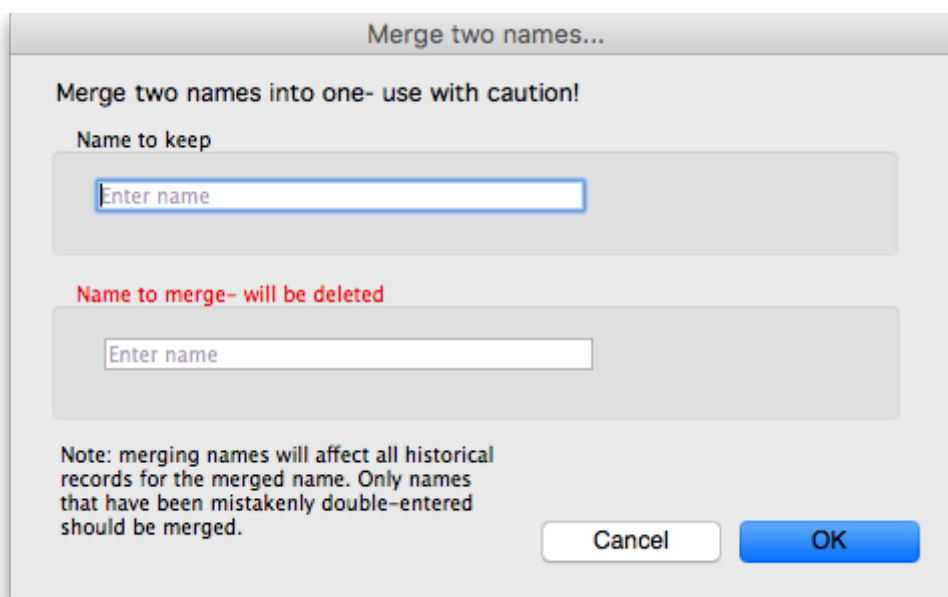 Merge two names...
Merge two names into one- use with caution!
Name to keep
Enter name
Name to merge- will be deleted
Enter name
Note: merging names will affect all historical
records for the merged name. Only names
that have been mistakenly double-entered
should be merged.
Cancel
OK